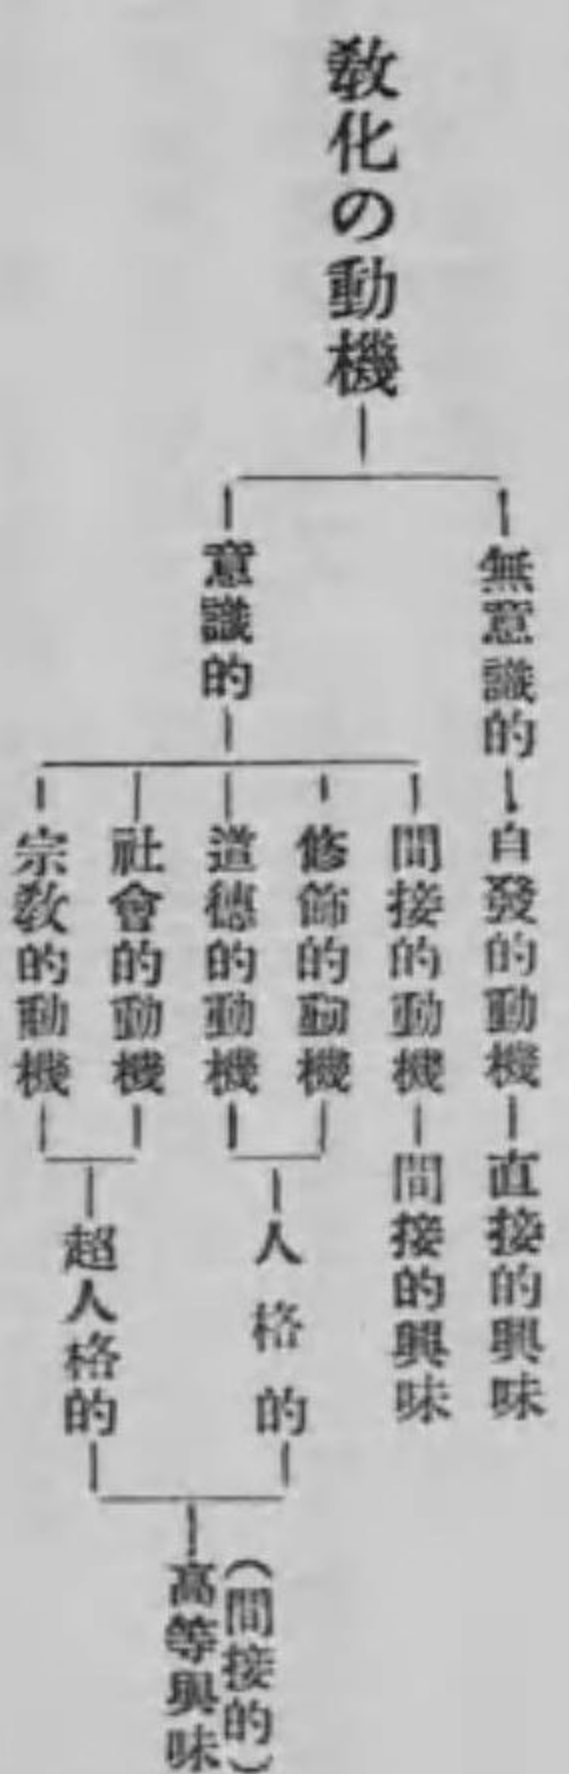 敎化の動機
無意識的
自發的動機
直接的興味
意識的
間接的動機
間接的興味
修飾的動機
道德的動機
人格的
社會的動機
宗敎的動機
超人格的
(間接的)
高等興味